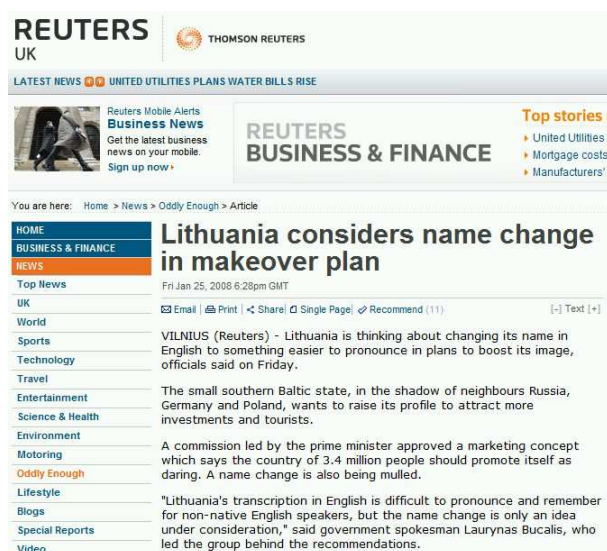 REUTERS
UK
THOMSON REUTERS
LATEST NEWS UNITED UTILITIES PLANS WATER BILLS RISE
Reuters Mobile Alerts
Business News
Get the latest business
news on your mobile.
Sign up now
REUTERS
BUSINESS & FINANCE
Top stories
United Utilities
Mortgage costs
Manufacturers'
You are here: Home > News > Oddly Enough > Article
HOME
BUSINESS & FINANCE
NEWS
Top News
UK
World
Sports
Technology
Travel
Entertainment
Science & Health
Environment
Motoring
Oddly Enough
Lifestyle
Blogs
Special Reports
Video
Lithuania considers name change
in makeover plan
Fri Jan 25, 2008 6:28pm GMT
Email | Print | Share | Single Page | Recommend (11) [-] Text [+]
VILNIUS (Reuters) - Lithuania is thinking about changing its name in
English to something easier to pronounce in plans to boost its image,
officials said on Friday.
The small southern Baltic state, in the shadow of neighbours Russia,
Germany and Poland, wants to raise its profile to attract more
investments and tourists.
A commission led by the prime minister approved a marketing concept
which says the country of 3.4 million people should promote itself as
daring. A name change is also being mulled.
"Lithuania's transcription in English is difficult to pronounce and remember
for non-native English speakers, but the name change is only an idea
under consideration," said government spokesman Laurynas Bucalis, who
led the group behind the recommendations.